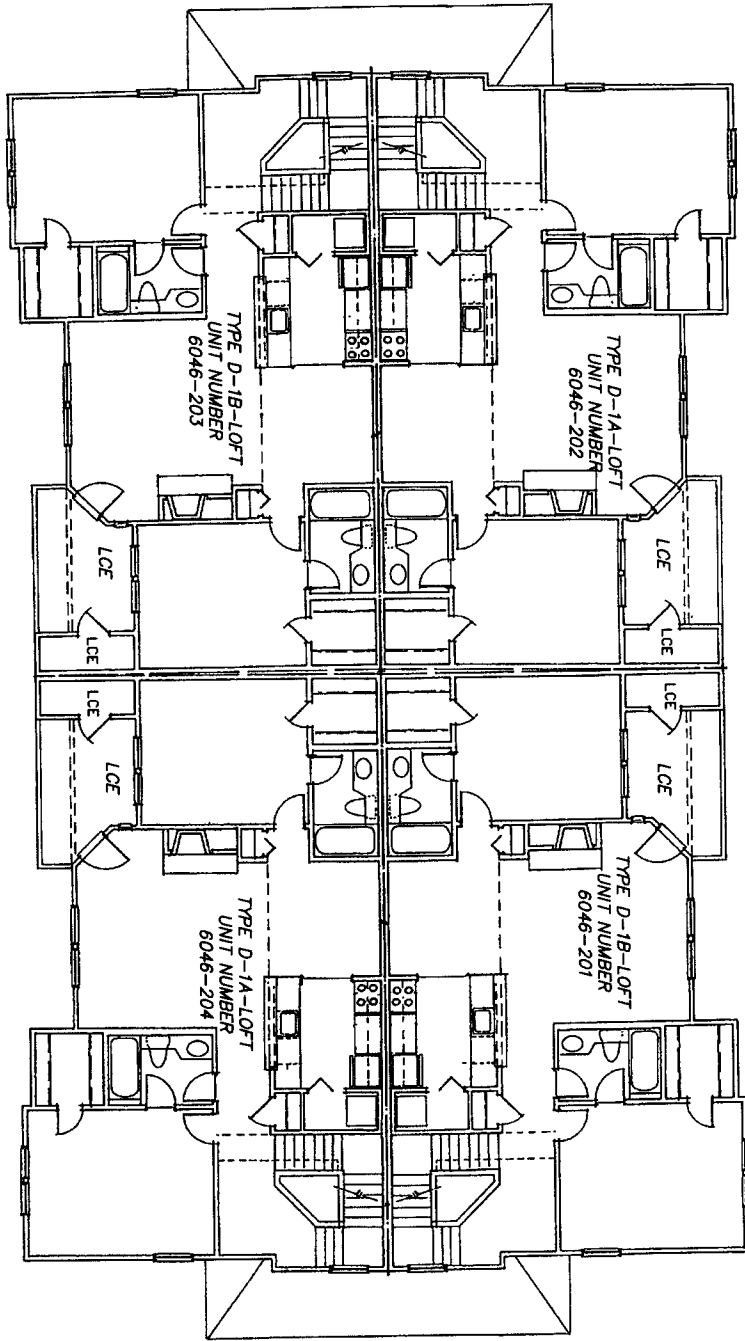 TYPE D-1B-LOFT
UNIT NUMBER
6046-203
TYPE D-1A-LOFT
UNIT NUMBER
6046-202
LCE
LCE
LCE
LCE
LCE
LCE
LCE
LCE
TYPE D-1A-LOFT
UNIT NUMBER
6046-204
TYPE D-1B-LOFT
UNIT NUMBER
6046-201